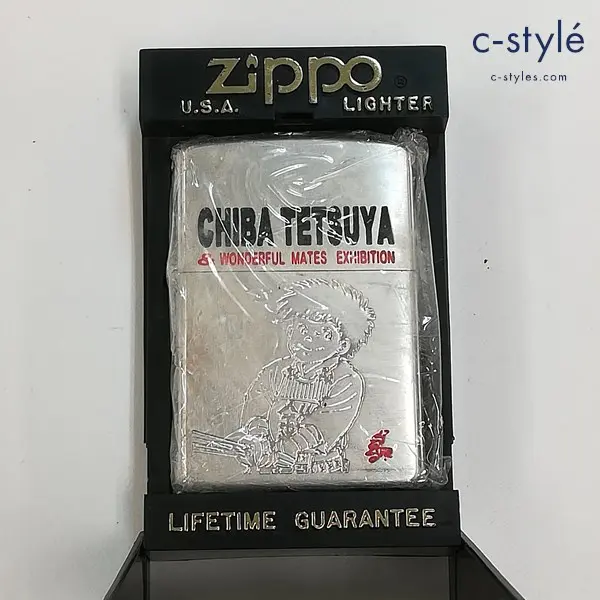 c-stylé
c-styles.com
Zippo®
U.S.A. LIGHTER
CHIBA TETSUYA
& WONDERFUL MATES EXHIBITION
LIFETIME GUARANTEE